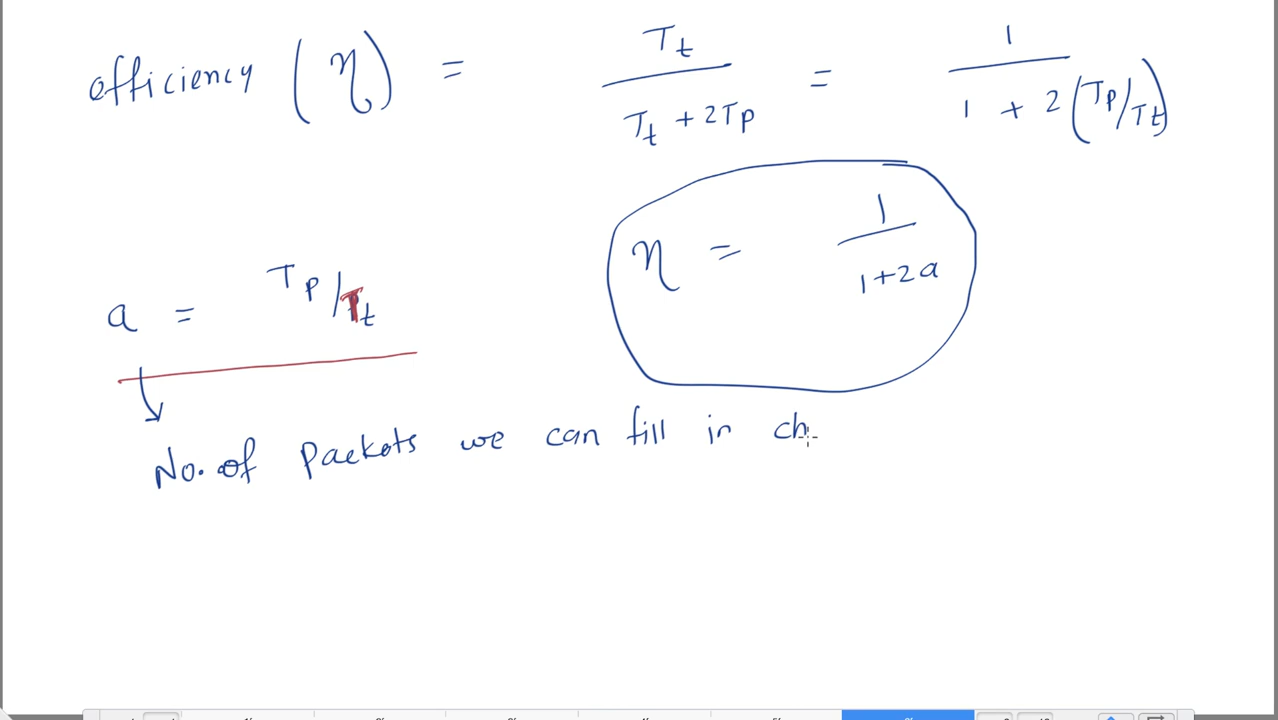 efficiency (η) = Tt / Tt + 2Tp = 1 / 1 + 2(Tp/Tt)
η = 1 / 1+2a
a = Tp/Tt
No. of Packets we can fill in ch